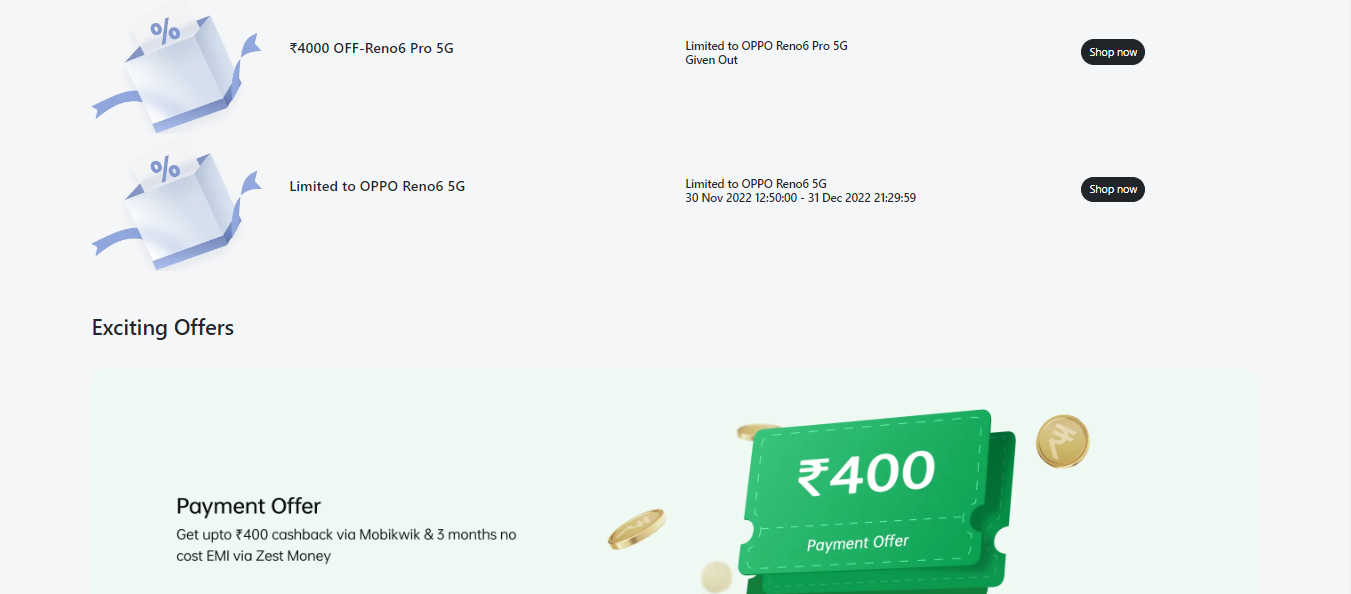 %
₹4000 OFF-Reno6 Pro 5G
Limited to OPPO Reno6 Pro 5G
Given Out
Shop now
%
Limited to OPPO Reno6 5G
Limited to OPPO Reno6 5G
30 Nov 2022 12:50:00 - 31 Dec 2022 21:29:59
Shop now
Exciting Offers
Payment Offer
Get upto ₹400 cashback via Mobikwik & 3 months no
cost EMI via Zest Money
₹400
Payment Offer
₹